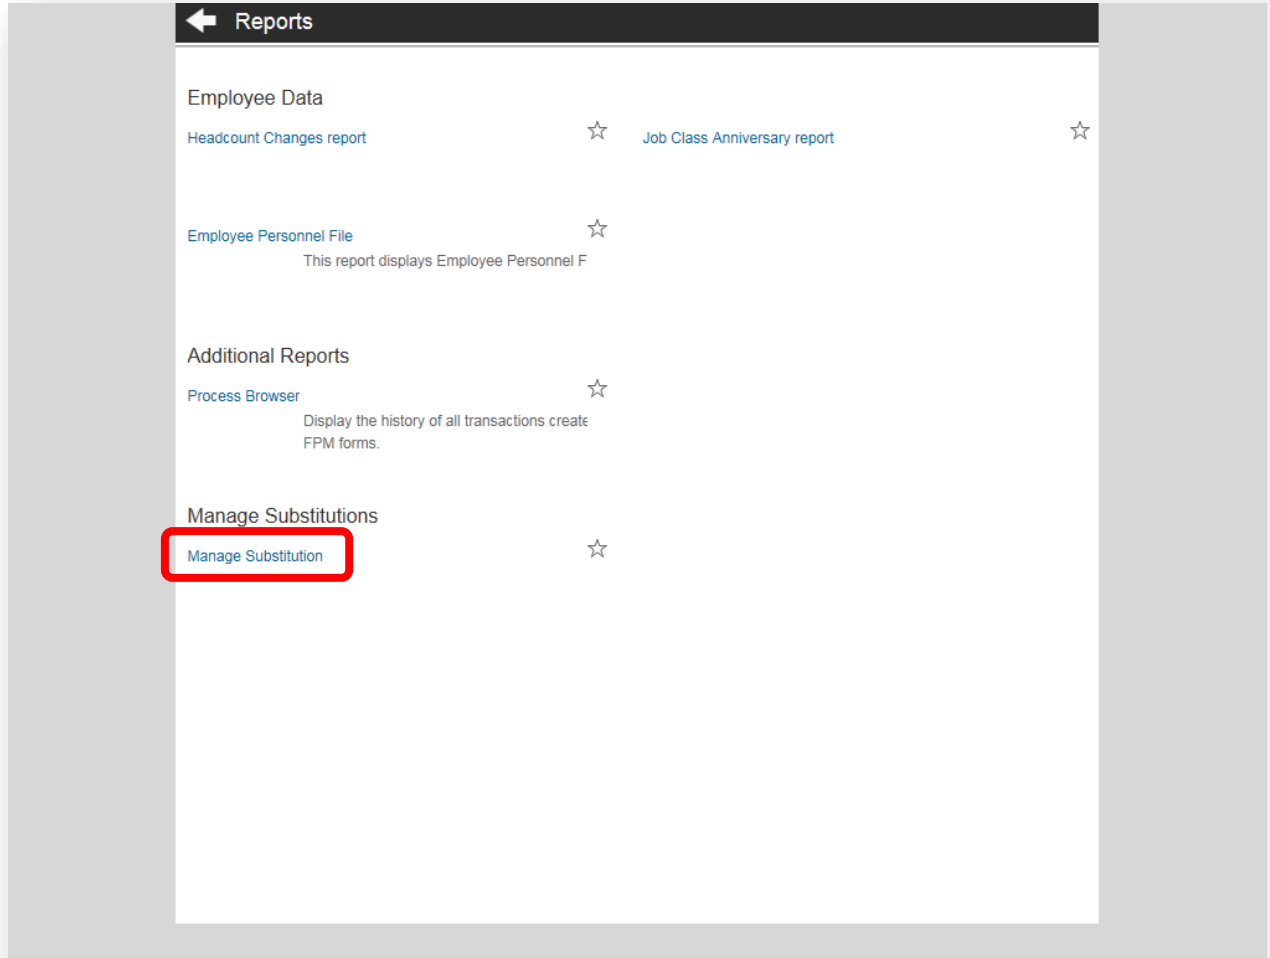 Reports
Employee Data
Headcount Changes report
Job Class Anniversary report
Employee Personnel File
This report displays Employee Personnel F
Additional Reports
Process Browser
Display the history of all transactions create
FPM forms.
Manage Substitutions
Manage Substitution